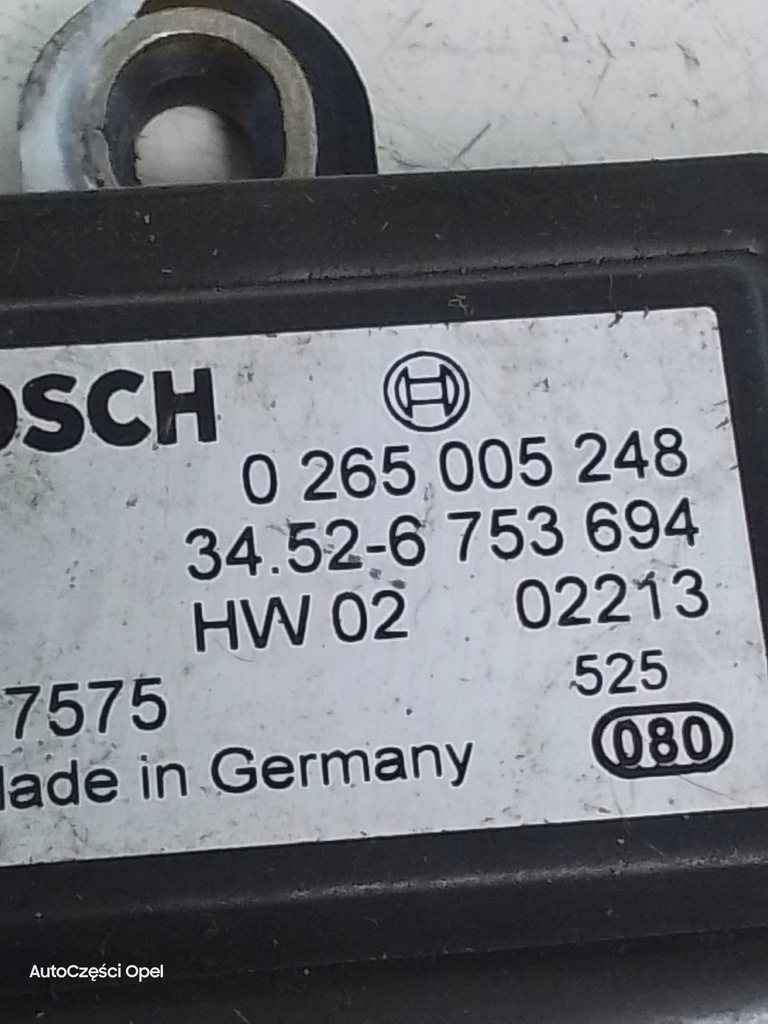 OSCH
0 265 005 248
34.52-6 753 694
HW 02 02213
7575 525
Made in Germany 080
AutoCzęści Opel